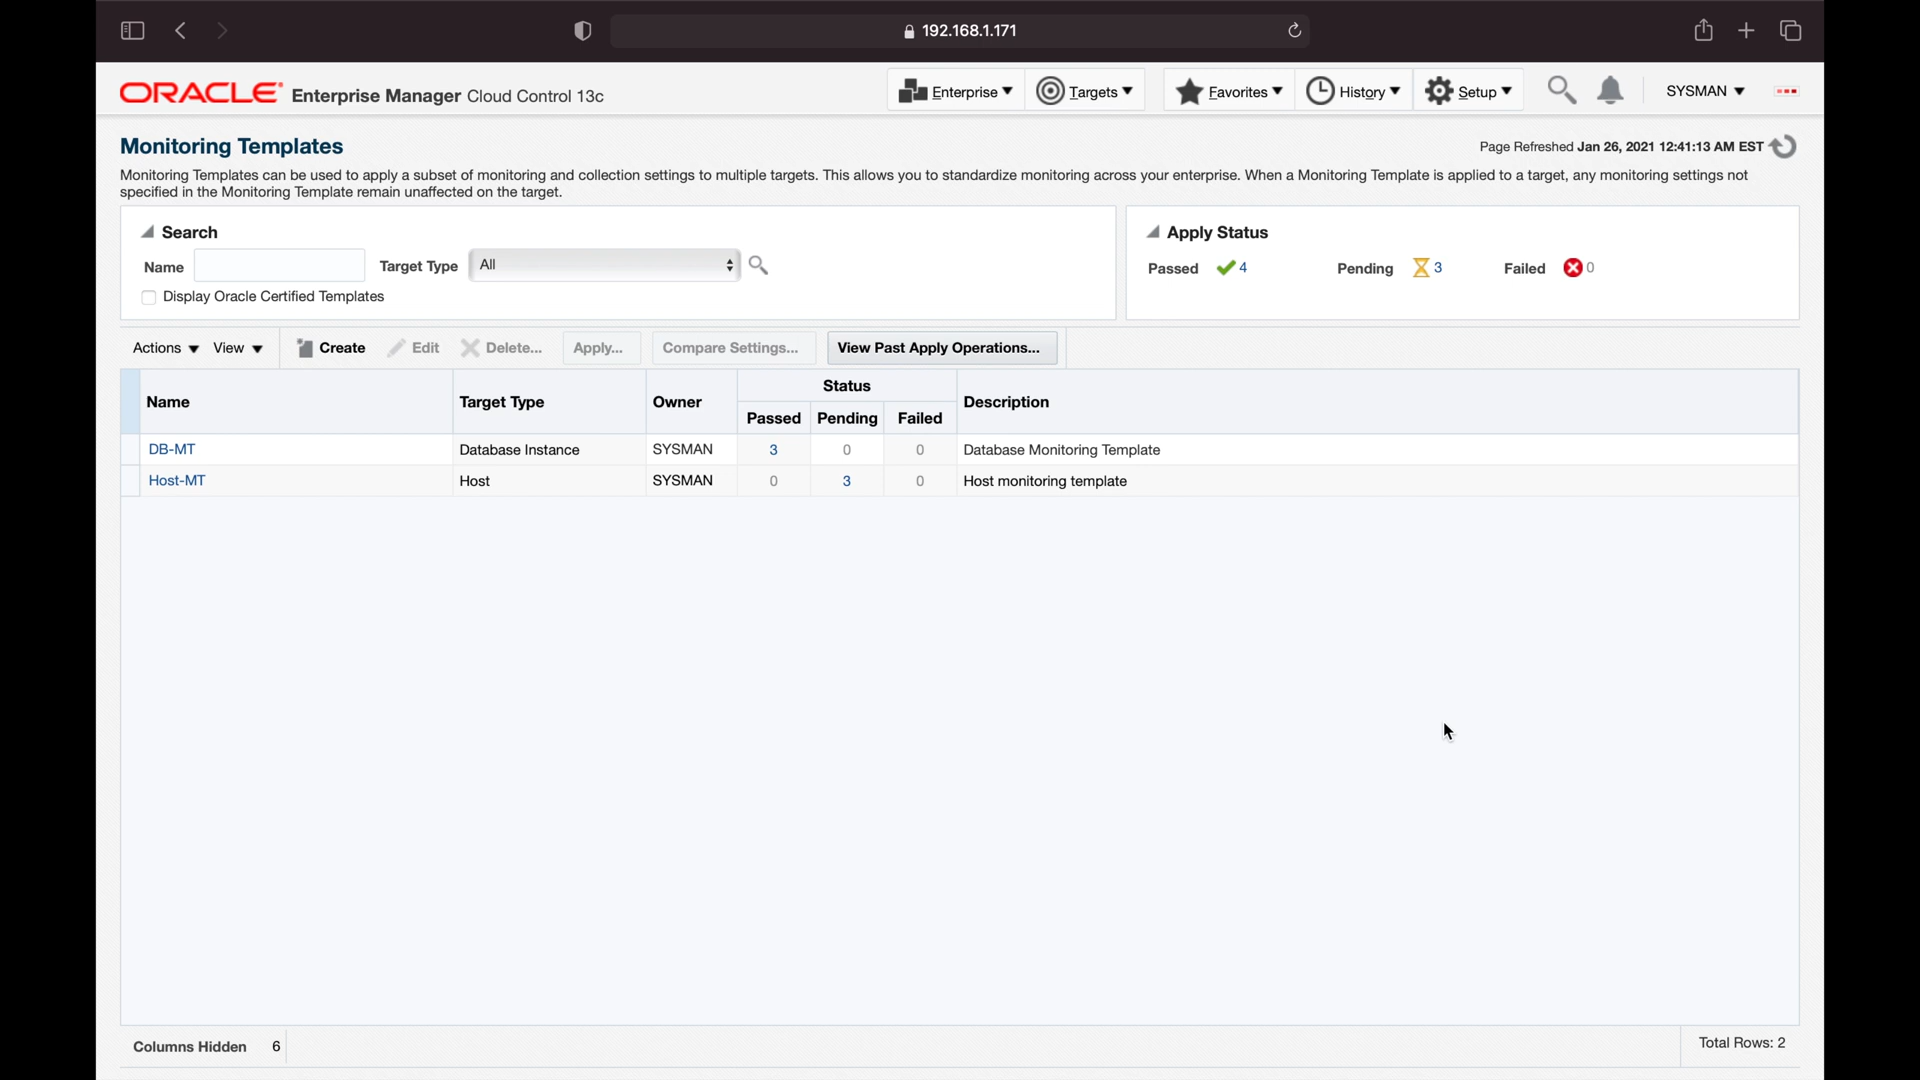 192.168.1.171
ORACLE Enterprise Manager Cloud Control 13c
Enterprise
Targets
Favorites
History
Setup
SYSMAN
Monitoring Templates
Page Refreshed Jan 26, 2021 12:41:13 AM EST
Monitoring Templates can be used to apply a subset of monitoring and collection settings to multiple targets. This allows you to standardize monitoring across your enterprise. When a Monitoring Template is applied to a target, any monitoring settings not
specified in the Monitoring Template remain unaffected on the target.
Search
Name
Target Type
All
Display Oracle Certified Templates
Apply Status
Passed 4
Pending 3
Failed 0
Actions
View
Create
Edit
Delete...
Apply...
Compare Settings...
View Past Apply Operations...
Name
Target Type
Owner
Status
Passed
Pending
Failed
Description
DB-MT Database Instance SYSMAN 3 0 0 Database Monitoring Template
Host-MT Host SYSMAN 0 3 0 Host monitoring template
Columns Hidden 6
Total Rows: 2